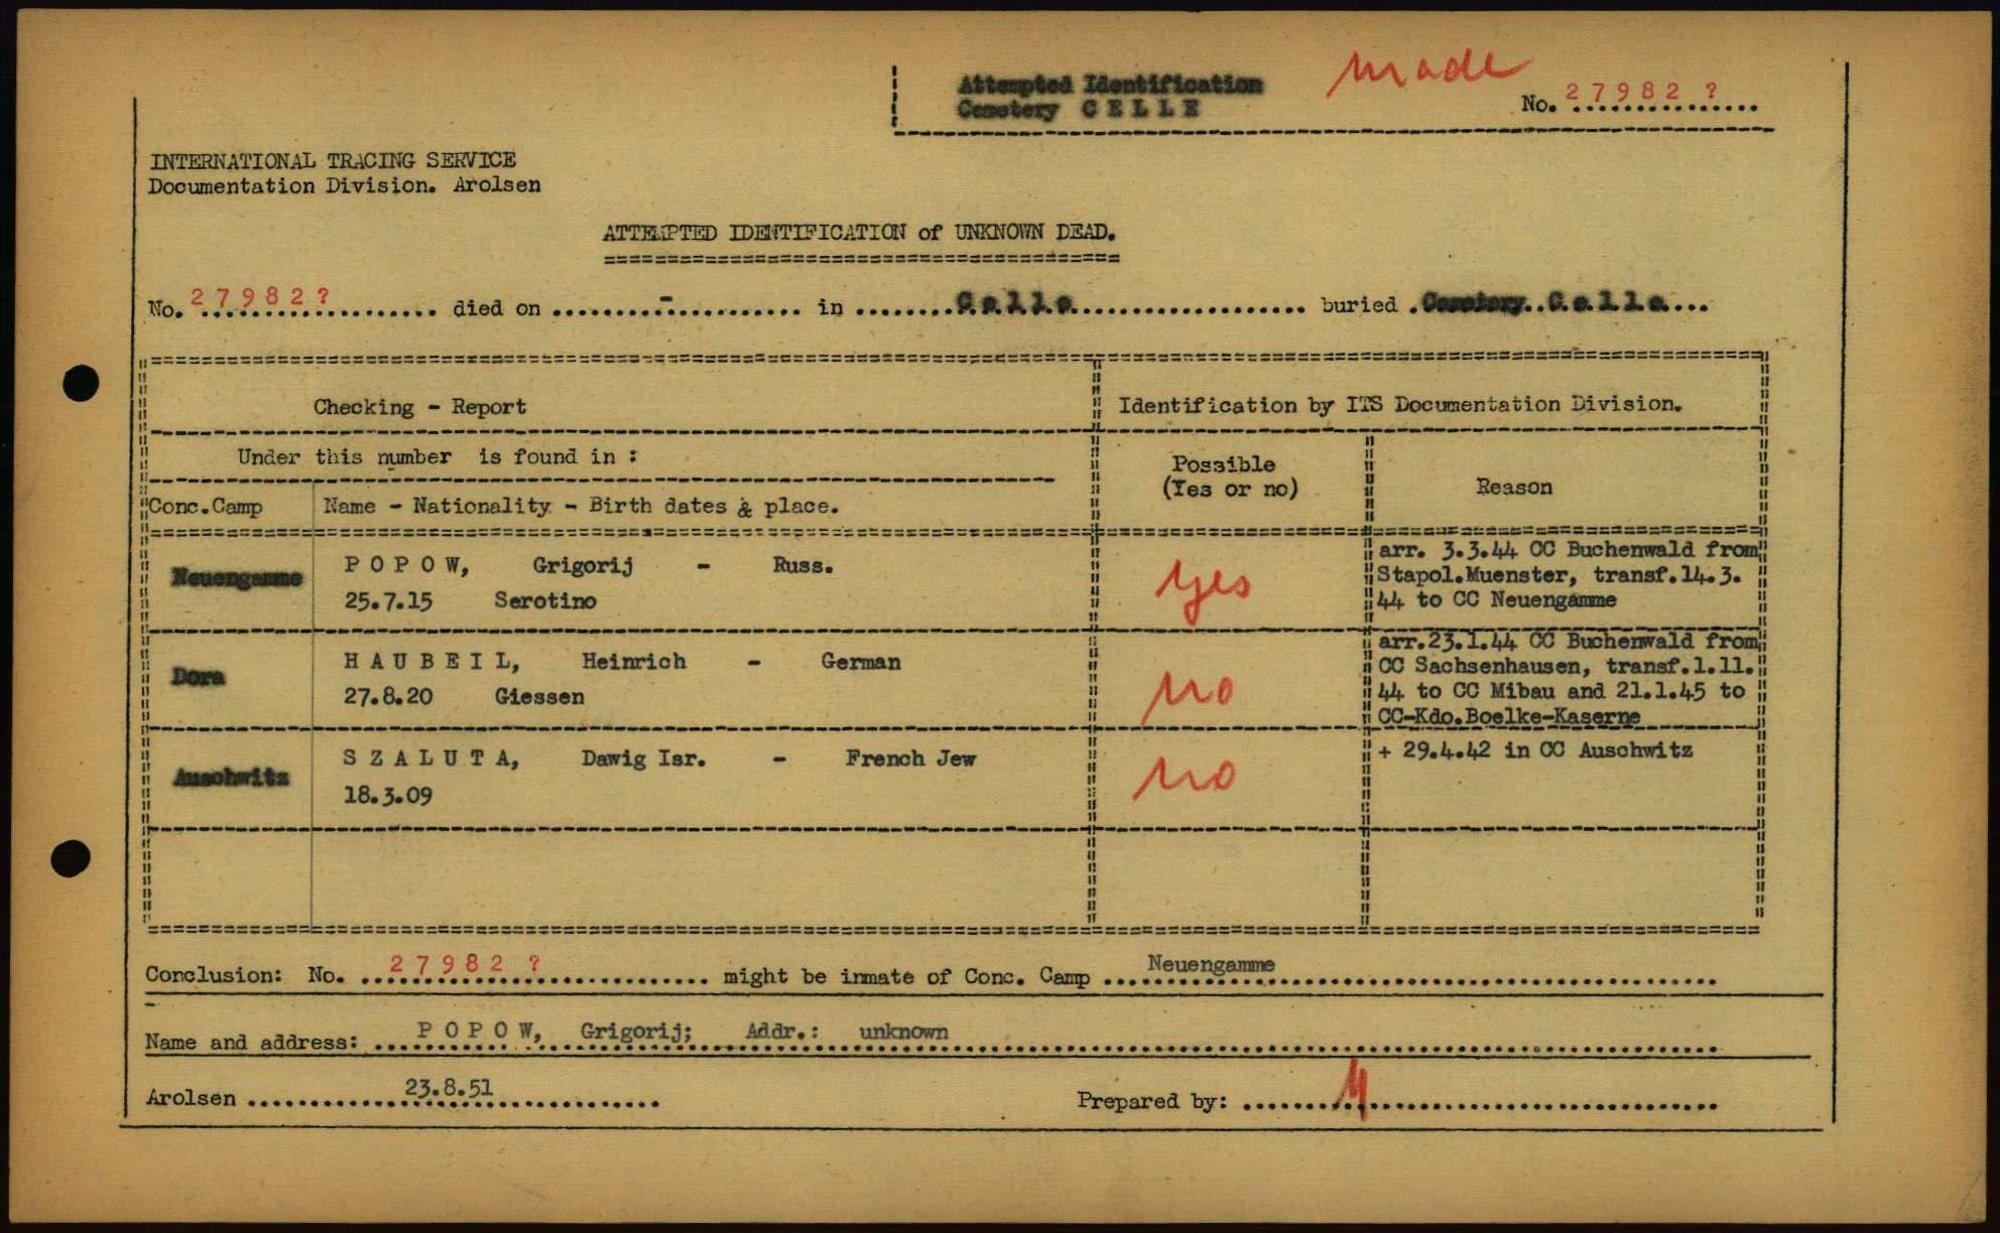 made
Attempted Identification
Cemetery C E L L E
No. 27982 ?
INTERNATIONAL TRACING SERVICE
Documentation Division. Arolsen
ATTEMPTED IDENTIFICATION of UNKNOWN DEAD.
No. 27982? died on - in C e l l e buried Cemetery C e l l e
Checking - Report
Identification by ITS Documentation Division.
Under this number is found in :
Possible
(Yes or no)
Reason
Conc.Camp
Name - Nationality - Birth dates & place.
Neuengamme
P O P O W, Grigorij - Russ.
25.7.15 Serotino
yes
arr. 3.3.44 CC Buchenwald from
Stapol.Muenster, transf.14.3.
44 to CC Neuengamme
Dora
H A U B E I L, Heinrich - German
27.8.20 Giessen
no
arr.23.1.44 CC Buchenwald from
CC Sachsenhausen, transf.1.11.
44 to CC Mibau and 21.1.45 to
CC-Kdo.Boelke-Kaserne
Auschwitz
S Z A L U T A, Dawig Isr. - French Jew
18.3.09
no
+ 29.4.42 in CC Auschwitz
Conclusion: No. 27982 ? might be inmate of Conc. Camp Neuengamme
Name and address: P O P O W, Grigorij; Addr.: unknown
Arolsen 23.8.51 Prepared by: